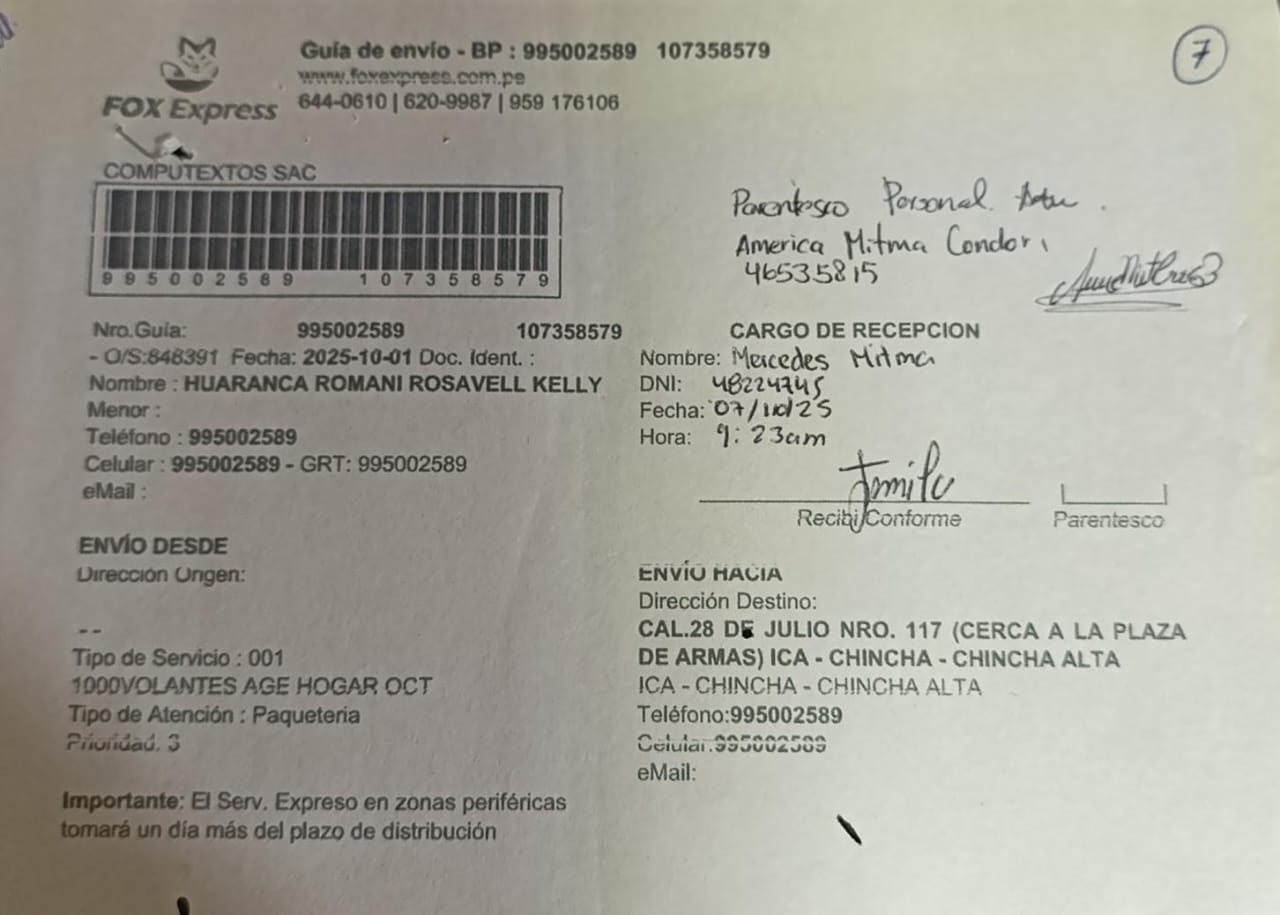 7
FOX Express
Guía de envío - BP : 995002589 107358579
www.foxexpress.com.pe
644-0610 | 620-9987 | 959 176106
COMPUTEXTOS SAC
995002589 107358579
Parentesco Personal
America Mitma Condori
46535815
Nro.Guía: 995002589 107358579
- O/S:848391 Fecha: 2025-10-01 Doc. Ident. :
Nombre : HUARANCA ROMANI ROSAVELL KELLY
Menor :
Teléfono : 995002589
Celular : 995002589 - GRT: 995002589
eMail :
CARGO DE RECEPCION
Nombre: Mercedes Mitma
DNI: 48224745
Fecha: 07/10/25
Hora: 9:23am
Recibi Conforme
Parentesco
ENVÍO DESDE
Dirección Origen:
--
Tipo de Servicio : 001
1000VOLANTES AGE HOGAR OCT
Tipo de Atención : Paqueteria
Prioridad: 3
ENVÍO HACIA
Dirección Destino:
CAL.28 DE JULIO NRO. 117 (CERCA A LA PLAZA
DE ARMAS) ICA - CHINCHA - CHINCHA ALTA
ICA - CHINCHA - CHINCHA ALTA
Teléfono:995002589
Celular:995002589
eMail:
Importante: El Serv. Expreso en zonas periféricas
tomará un día más del plazo de distribución